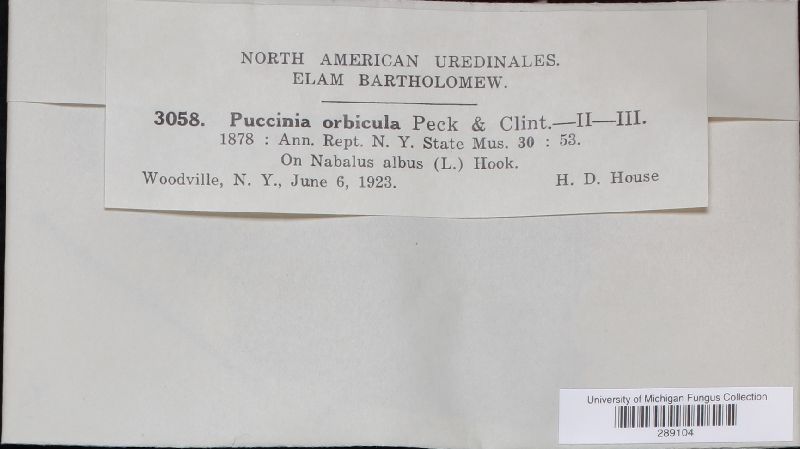 NORTH AMERICAN UREDINALES.
ELAM BARTHOLOMEW.
3058. Puccinia orbicula Peck & Clint.—II—III.
1878 : Ann. Rept. N. Y. State Mus. 30 : 53.
On Nabalus albus (L.) Hook.
Woodville, N. Y., June 6, 1923. H. D. House
University of Michigan Fungus Collection
289104